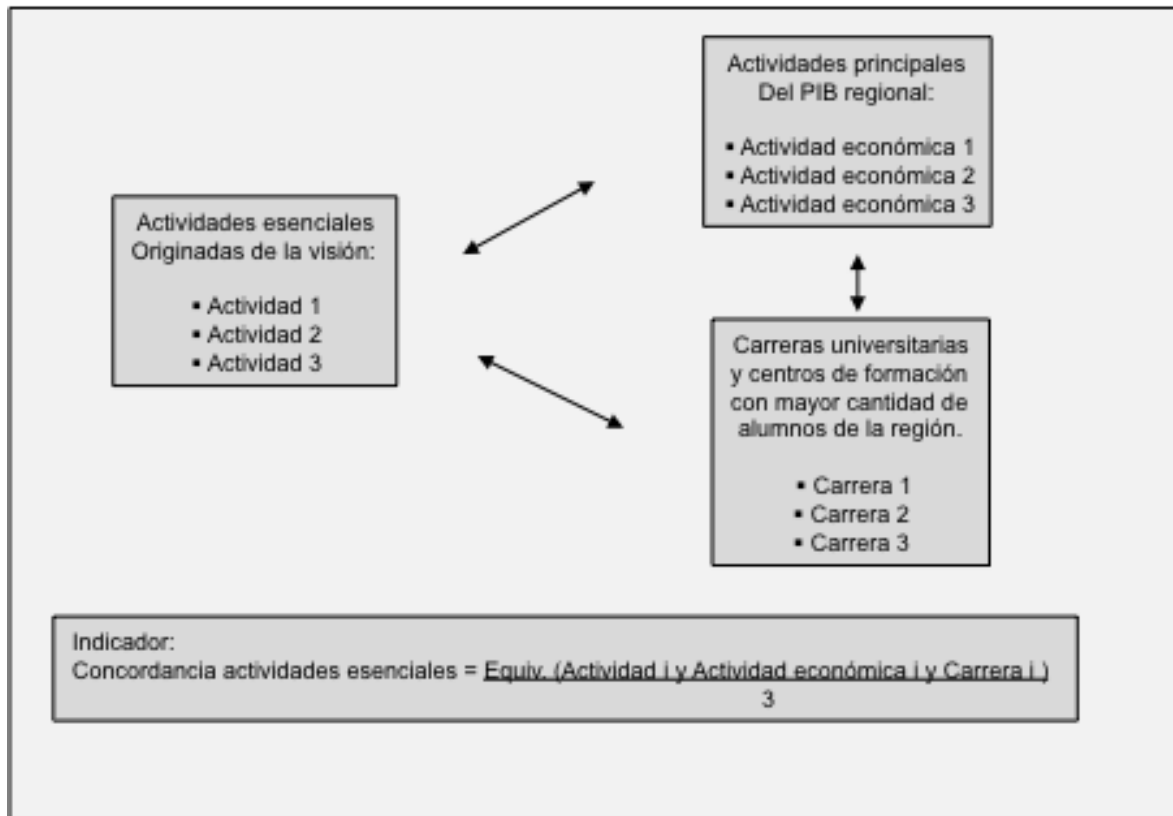 Actividades principales
Del PIB regional:
▪ Actividad económica 1
▪ Actividad económica 2
▪ Actividad económica 3
Actividades esenciales
Originadas de la visión:
▪ Actividad 1
▪ Actividad 2
▪ Actividad 3
Carreras universitarias
y centros de formación
con mayor cantidad de
alumnos de la región.
▪ Carrera 1
▪ Carrera 2
▪ Carrera 3
Indicador:
Concordancia actividades esenciales = Equiv. (Actividad i y Actividad económica i y Carrera i )
3